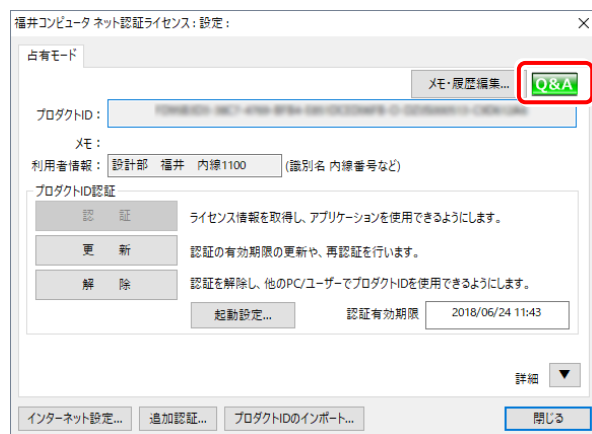 福井コンピュータ ネット認証ライセンス : 設定 :
占有モード
メモ・履歴編集...
Q&A
プロダクトID :
メモ :
利用者情報 : 設計部 福井 内線1100 (識別名 内線番号など)
プロダクトID認証
認 証 ライセンス情報を取得し、アプリケーションを使用できるようにします。
更 新 認証の有効期限の更新や、再認証を行います。
解 除 認証を解除し、他のPC/ユーザーでプロダクトIDを使用できるようにします。
起動設定... 認証有効期限 2018/06/24 11:43
詳細 ▼
インターネット設定... 追加認証... プロダクトIDのインポート... 閉じる